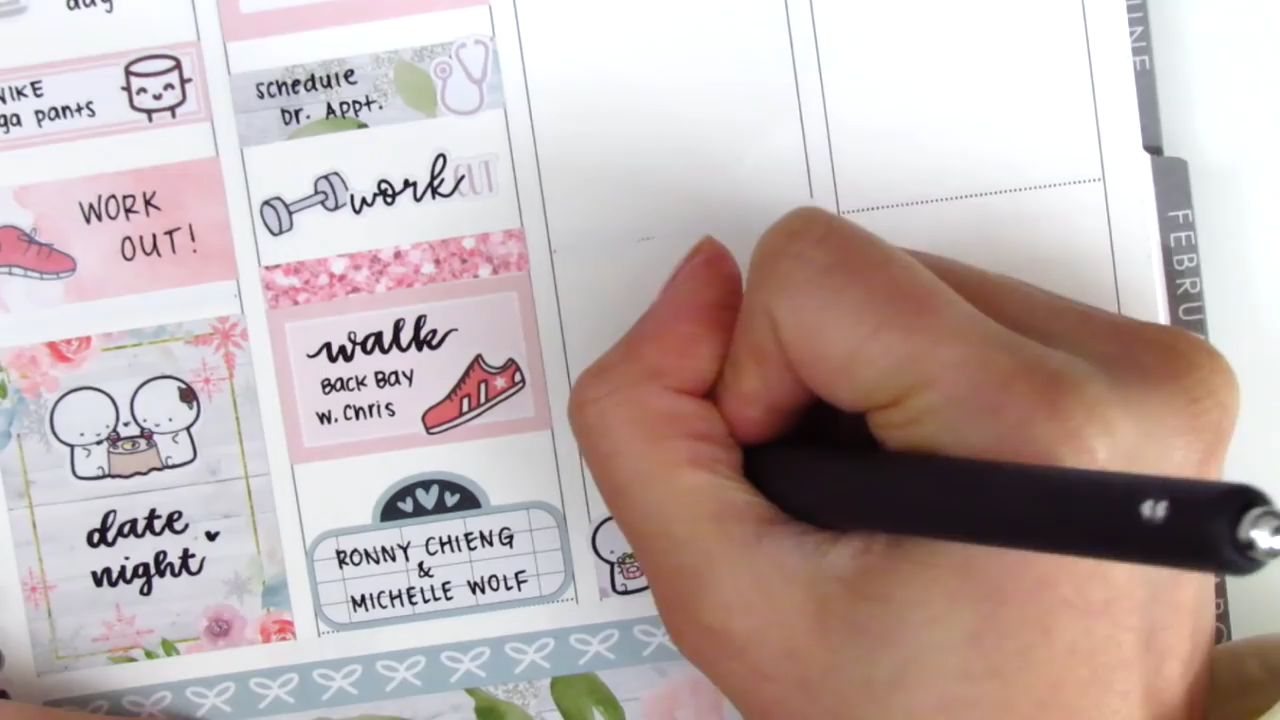 day
NIKE
ga pants
WORK
OUT!
date
night
schedule
Dr. Appt.
work
walk
Back Bay
w. Chris
RONNY CHIENG
&
MICHELLE WOLF
FEBRU